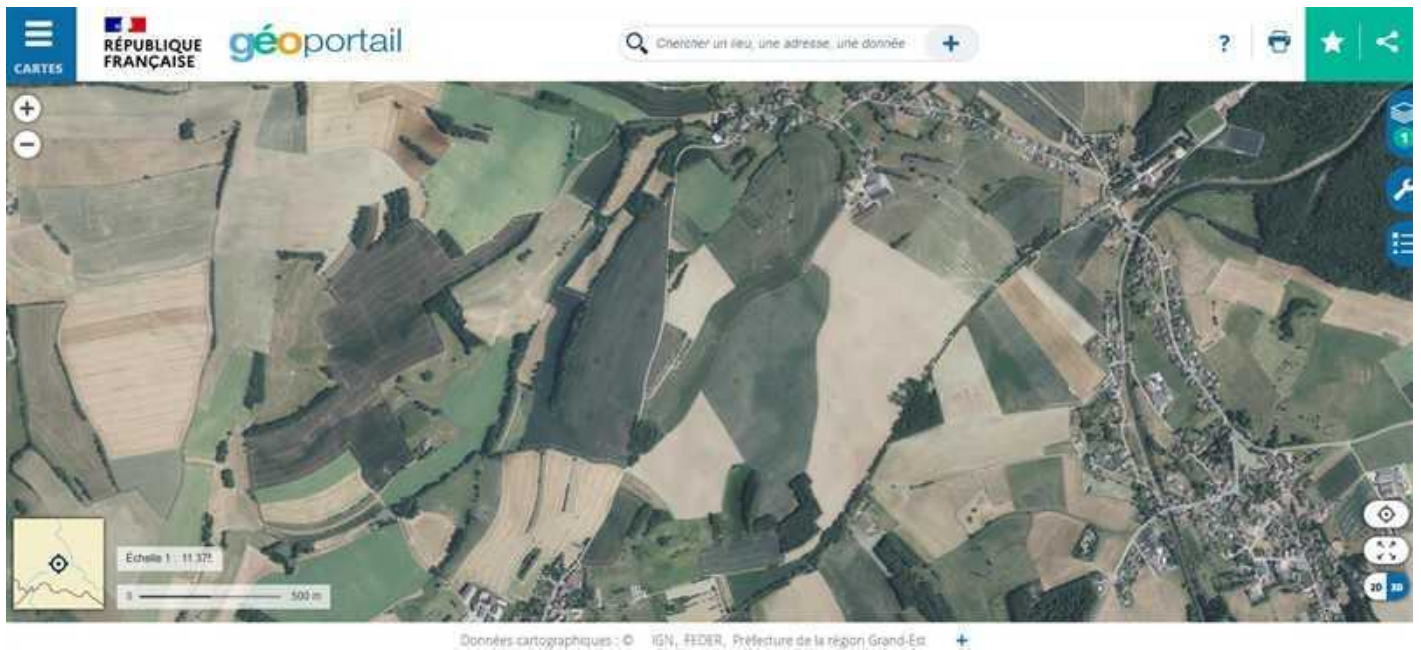 CARTES
RÉPUBLIQUE
FRANÇAISE
géoportail
Chercher un lieu, une adresse, une donnée
+
?
+
−
1
Échelle 1 : 11 375
0 500 m
2D 3D
Données cartographiques : © IGN, FEDER, Préfecture de la région Grand-Est +